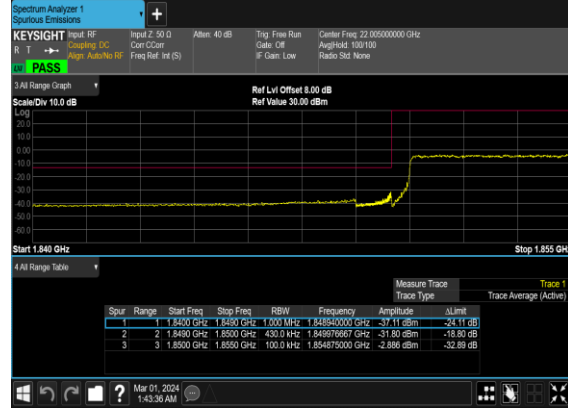 Spectrum Analyzer 1
Spurious Emissions
+
KEYSIGHT Input: RF Input Z: 50 Ω Atten: 40 dB Trig: Free Run Center Freq: 22.005000000 GHz
R T Coupling: DC Corr CCorr Gate: Off Avg|Hold: 100/100
Align: Auto/No RF Freq Ref: Int (S) IF Gain: Low Radio Std: None
PASS
3 All Range Graph
Ref Lvl Offset 8.00 dB
Scale/Div 10.0 dB Ref Value 30.00 dBm
Log
20.0
10.0
0.00
-10.0
-20.0
-30.0
-40.0
-50.0
-60.0
Start 1.840 GHz Stop 1.855 GH
4 All Range Table
Measure Trace Trace 1
Trace Type Trace Average (Active)
Spur Range Start Freq Stop Freq RBW Frequency Amplitude ΔLimit
1 1 1.8400 GHz 1.8490 GHz 1.000 MHz 1.848940000 GHz -37.11 dBm -24.11 dB
2 2 1.8490 GHz 1.8500 GHz 430.0 kHz 1.849976667 GHz -31.80 dBm -18.80 dB
3 3 1.8500 GHz 1.8550 GHz 100.0 kHz 1.854875000 GHz -2.886 dBm -32.89 dB
? Mar 01, 2024
1:43:36 AM